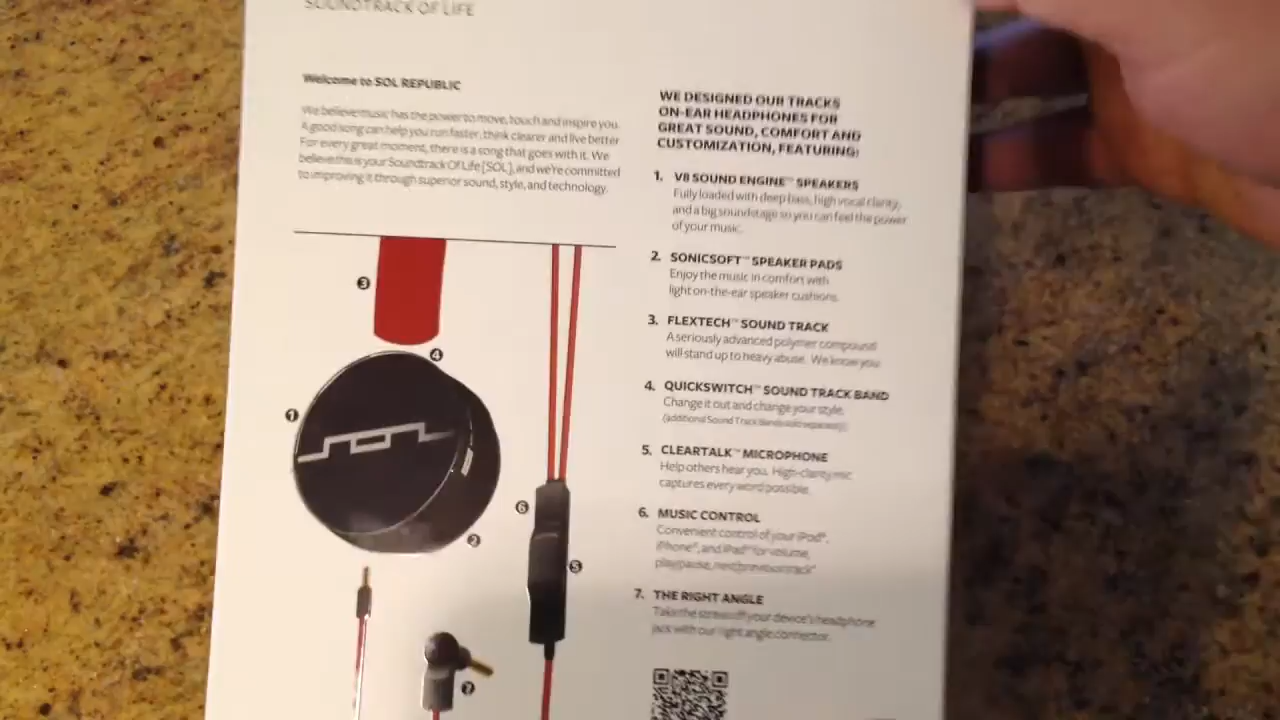 SOUNDTRACK OF LIFE
Welcome to SOL REPUBLIC
We believe music has the power to move, touch and inspire you.
A good song can help you run faster, think clearer and live better
For every great moment, there is a song that goes with it. We
believe this is your Soundtrack Of Life [SOL], and we're committed
to improving it through superior sound, style, and technology.
3
4
1
SOL
2
6
5
7
WE DESIGNED OUR TRACKS
ON-EAR HEADPHONES FOR
GREAT SOUND, COMFORT AND
CUSTOMIZATION, FEATURING:
1. V8 SOUND ENGINE™ SPEAKERS
Fully loaded with deep bass, high vocal clarity,
and a big soundstage so you can feel the power
of your music.
2. SONICSOFT™ SPEAKER PADS
Enjoy the music in comfort with
light on-the-ear speaker cushions.
3. FLEXTECH™ SOUND TRACK
A seriously advanced polymer compound
will stand up to heavy abuse. We know you.
4. QUICKSWITCH™ SOUND TRACK BAND
Change it out and change your style.
(additional Sound Track Bands sold separately)
5. CLEARTALK™ MICROPHONE
Help others hear you. High-clarity mic
captures every word possible.
6. MUSIC CONTROL
Convenient control of your iPod®,
iPhone®, and iPad™ for volume,
play/pause, next/previous track*
7. THE RIGHT ANGLE
Take the stress off your device's headphone
jack with our right angle connector.